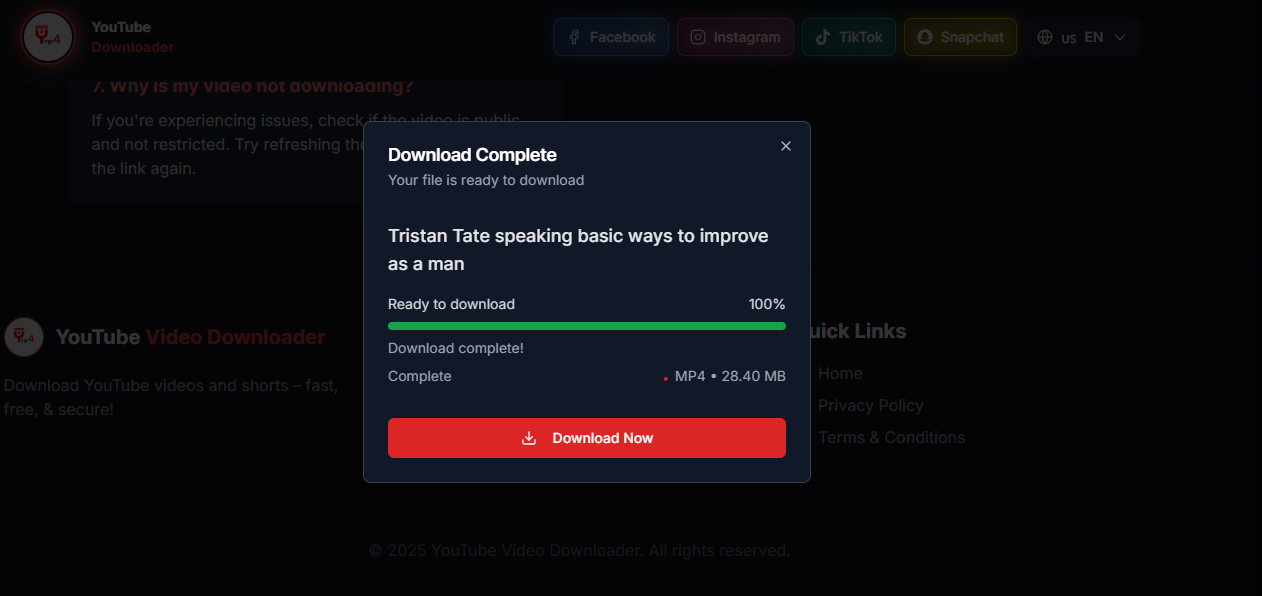 YouTube
Downloader
Facebook
Instagram
TikTok
Snapchat
US EN
7. Why is my video not downloading?
If you're experiencing issues, check if the video is public
and not restricted. Try refreshing the
the link again.
Download Complete
Your file is ready to download
Tristan Tate speaking basic ways to improve
as a man
Ready to download 100%
Download complete!
Complete • MP4 • 28.40 MB
Download Now
YouTube Video Downloader
Download YouTube videos and shorts – fast,
free, & secure!
uick Links
Home
Privacy Policy
Terms & Conditions
© 2025 YouTube Video Downloader. All rights reserved.